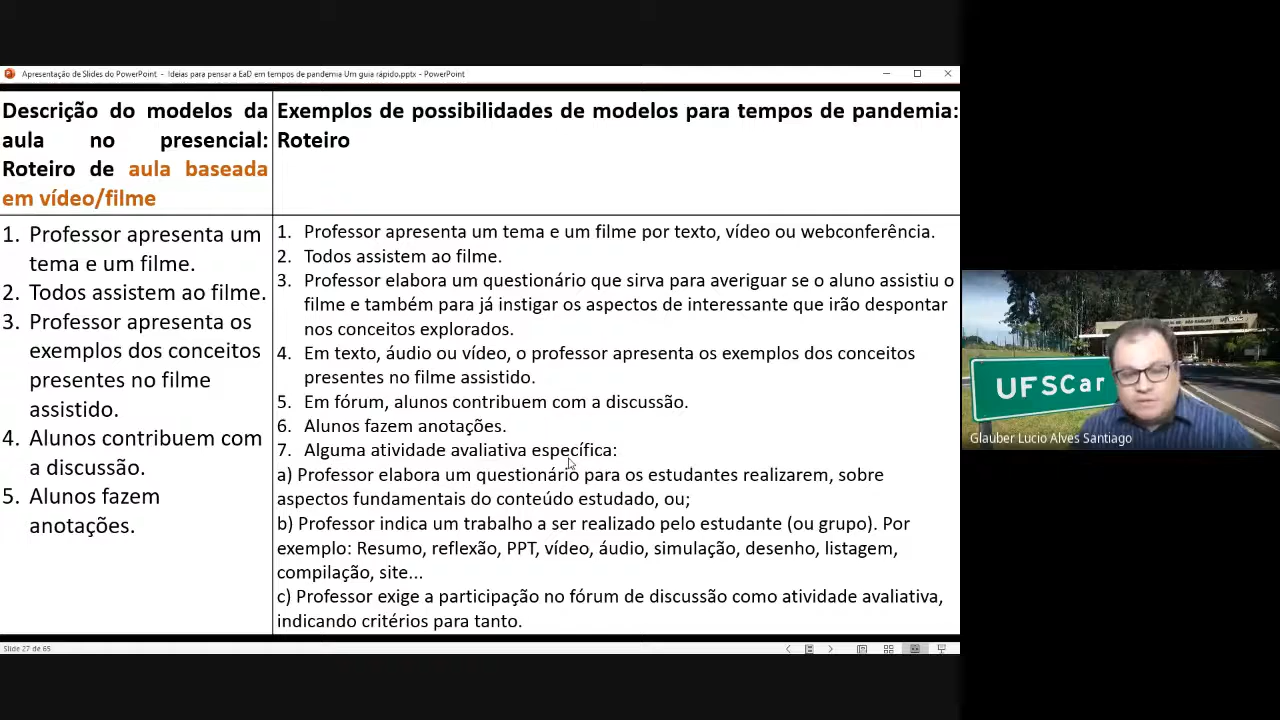 Apresentação de Slides do PowerPoint - Ideias para pensar a EaD em tempos de pandemia Um guia rápido.pptx - PowerPoint
Descrição do modelos da
aula no presencial:
Roteiro de aula baseada
em vídeo/filme
Exemplos de possibilidades de modelos para tempos de pandemia:
Roteiro
1. Professor apresenta um
tema e um filme.
2. Todos assistem ao filme.
3. Professor apresenta os
exemplos dos conceitos
presentes no filme
assistido.
4. Alunos contribuem com
a discussão.
5. Alunos fazem
anotações.
1. Professor apresenta um tema e um filme por texto, vídeo ou webconferência.
2. Todos assistem ao filme.
3. Professor elabora um questionário que sirva para averiguar se o aluno assistiu o
filme e também para já instigar os aspectos de interessante que irão despontar
nos conceitos explorados.
4. Em texto, áudio ou vídeo, o professor apresenta os exemplos dos conceitos
presentes no filme assistido.
5. Em fórum, alunos contribuem com a discussão.
6. Alunos fazem anotações.
7. Alguma atividade avaliativa específica:
a) Professor elabora um questionário para os estudantes realizarem, sobre
aspectos fundamentais do conteúdo estudado, ou;
b) Professor indica um trabalho a ser realizado pelo estudante (ou grupo). Por
exemplo: Resumo, reflexão, PPT, vídeo, áudio, simulação, desenho, listagem,
compilação, site...
c) Professor exige a participação no fórum de discussão como atividade avaliativa,
indicando critérios para tanto.
Slide 27 de 65
UFSCar
Glauber Lucio Alves Santiago